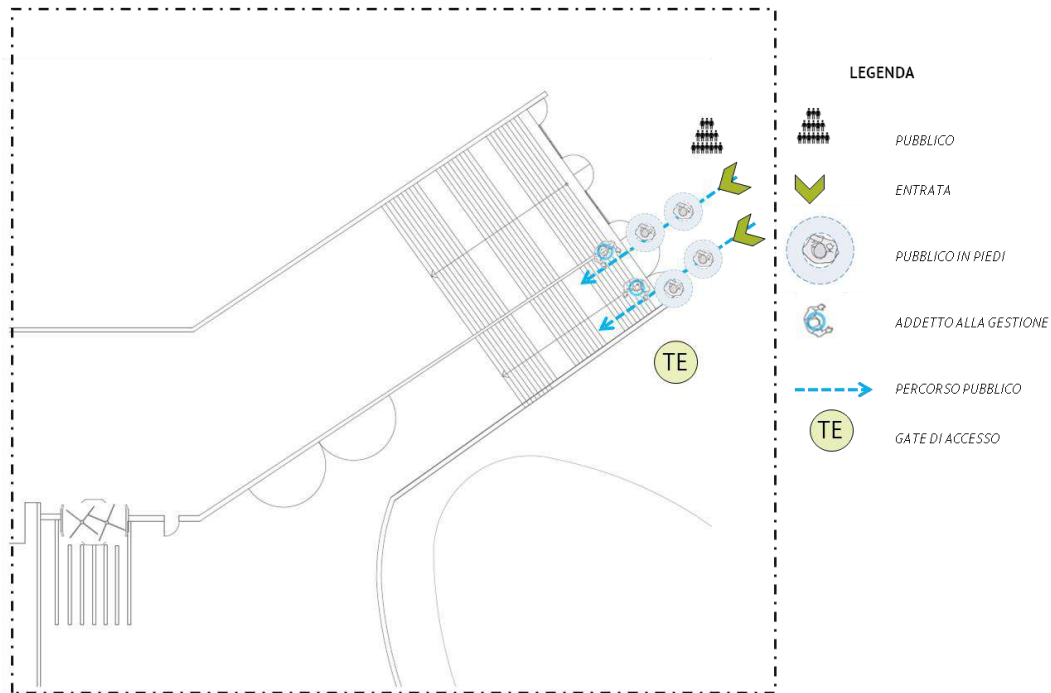 LEGENDA
PUBBLICO
ENTRATA
PUBBLICO IN PIEDI
ADDETTO ALLA GESTIONE
PERCORSO PUBBLICO
TE
GATE DI ACCESSO
TE